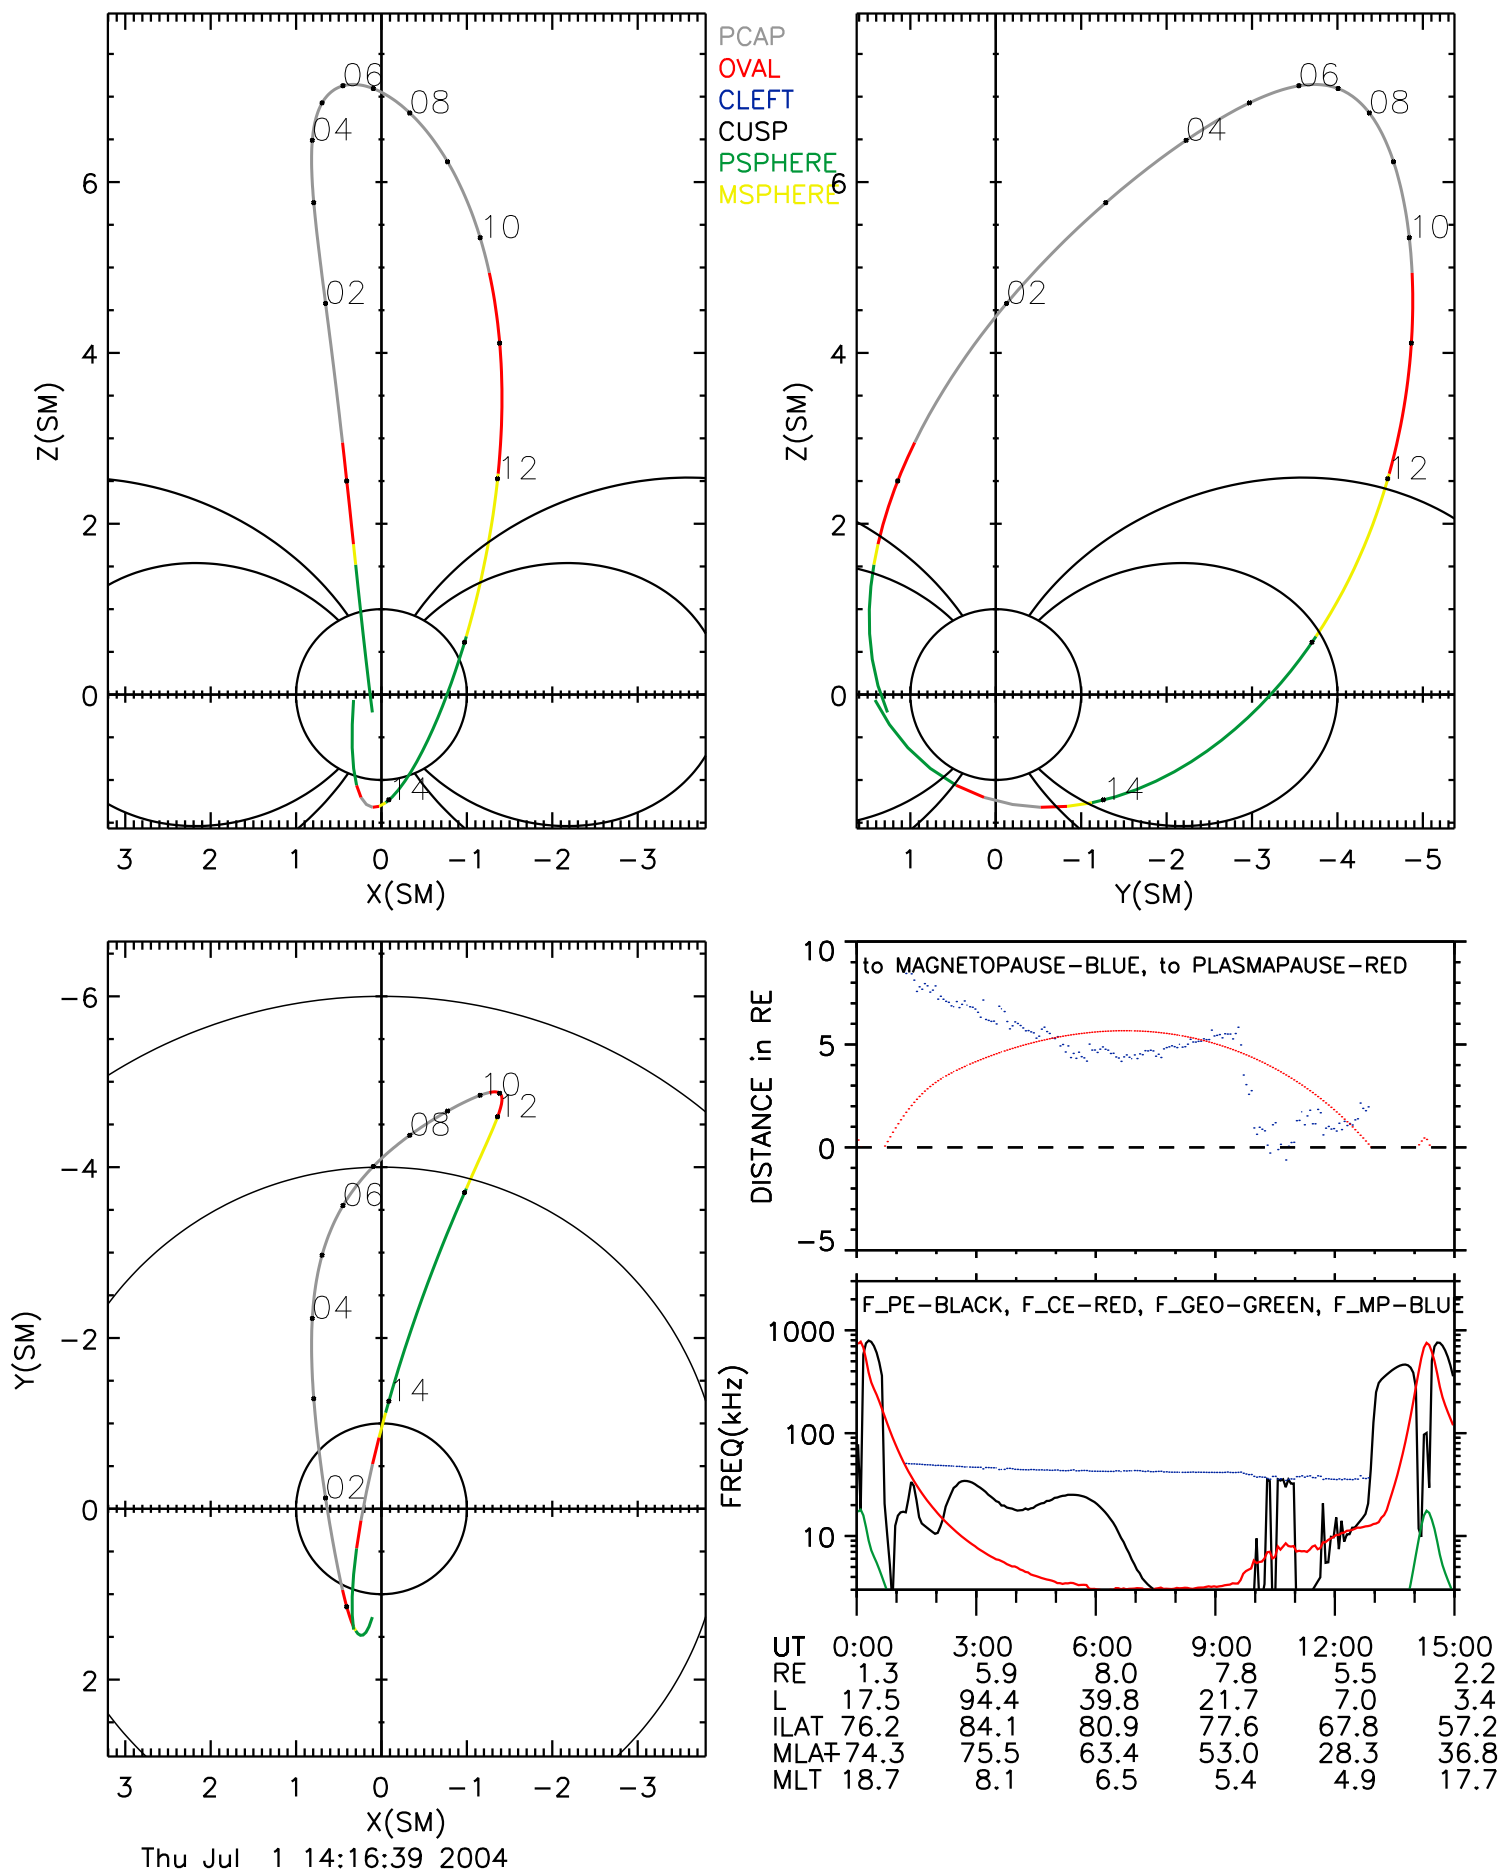 PCAP
OVAL
CLEFT
CUSP
PSPHERE
MSPHERE
Z(SM)
6
4
2
0
06
08
04
10
02
12
14
3 2 1 0 −1 −2 −3
X(SM)
Z(SM)
6
4
2
0
06
08
04
10
02
12
14
1 0 −1 −2 −3 −4 −5
Y(SM)
Y(SM)
−6
−4
−2
0
2
10
12
08
06
04
14
02
3 2 1 0 −1 −2 −3
X(SM)
DISTANCE in RE
10
5
0
−5
to MAGNETOPAUSE−BLUE, to PLASMAPAUSE−RED
FREQ(kHz)
1000
100
10
F_PE−BLACK, F_CE−RED, F_GEO−GREEN, F_MP−BLUE
UT 0:00 3:00 6:00 9:00 12:00 15:00
RE 1.3 5.9 8.0 7.8 5.5 2.2
L 17.5 94.4 39.8 21.7 7.0 3.4
ILAT 76.2 84.1 80.9 77.6 67.8 57.2
MLAT−74.3 75.5 63.4 53.0 28.3 36.8
MLT 18.7 8.1 6.5 5.4 4.9 17.7
Thu Jul 1 14:16:39 2004